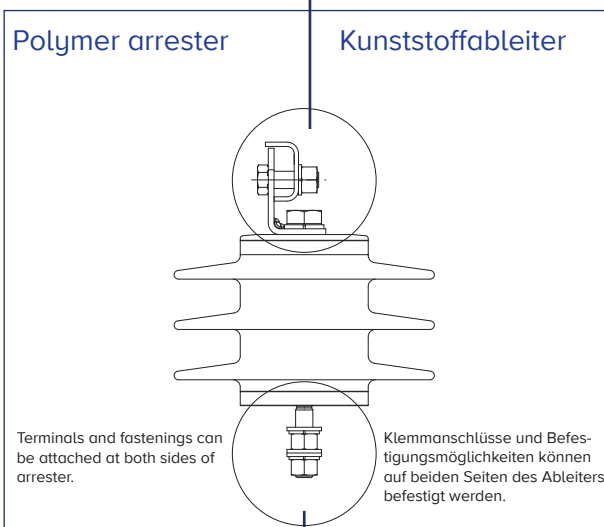 Polymer arrester
Kunststoffableiter
Terminals and fastenings can
be attached at both sides of
arrester.
Klemmanschlüsse und Befes-
tigungsmöglichkeiten können
auf beiden Seiten des Ableiters
befestigt werden.